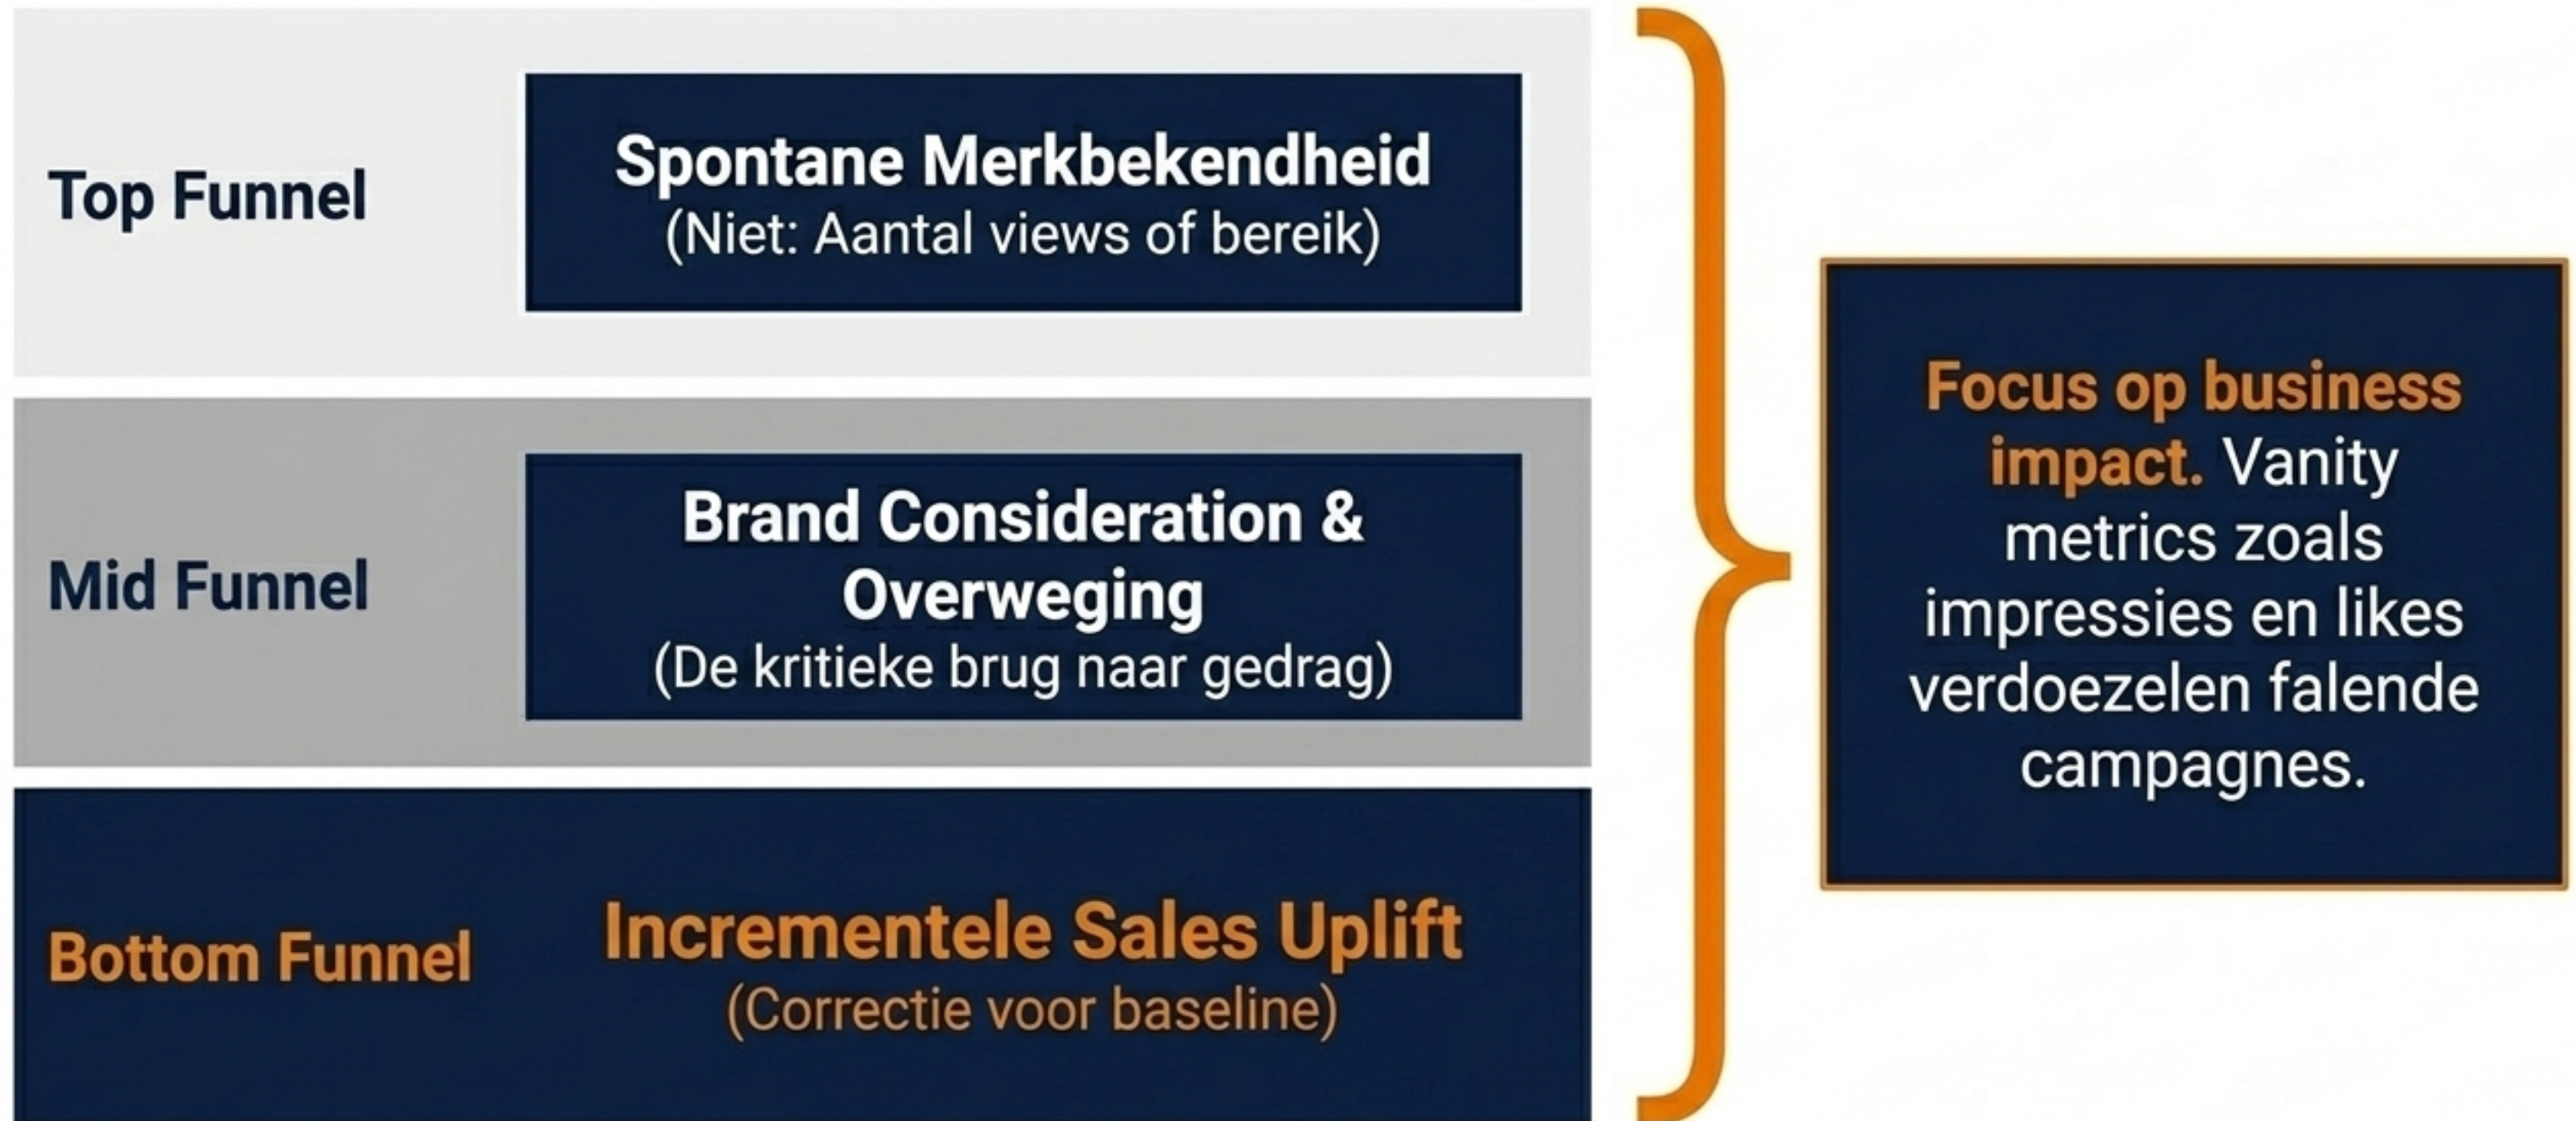 Top Funnel
Spontane Merkbekendheid
(Niet: Aantal views of bereik)
Mid Funnel
Brand Consideration &
Overweging
(De kritieke brug naar gedrag)
Bottom Funnel
Incrementele Sales Uplift
(Correctie voor baseline)
Focus op business
impact. Vanity
metrics zoals
impressies en likes
verdoezelen falende
campagnes.